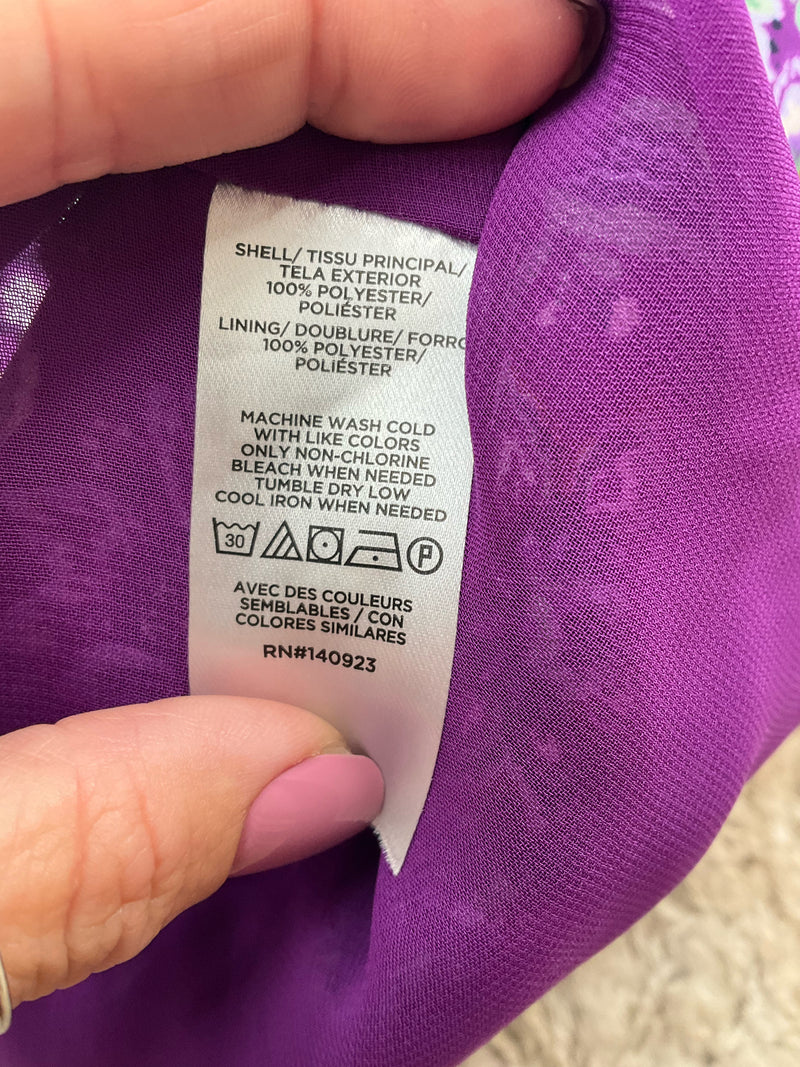 SHELL/ TISSU PRINCIPAL/
TELA EXTERIOR
100% POLYESTER/
POLIÉSTER
LINING/ DOUBLURE/ FORRO
100% POLYESTER/
POLIÉSTER
MACHINE WASH COLD
WITH LIKE COLORS
ONLY NON-CHLORINE
BLEACH WHEN NEEDED
TUMBLE DRY LOW
COOL IRON WHEN NEEDED
30 P
AVEC DES COULEURS
SEMBLABLES / CON
COLORES SIMILARES
RN#140923